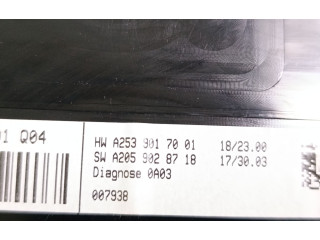 Q04
HW A253 901 70 01 18/23.00
SW A205 902 87 18 17/30.03
Diagnose 0A03
007938